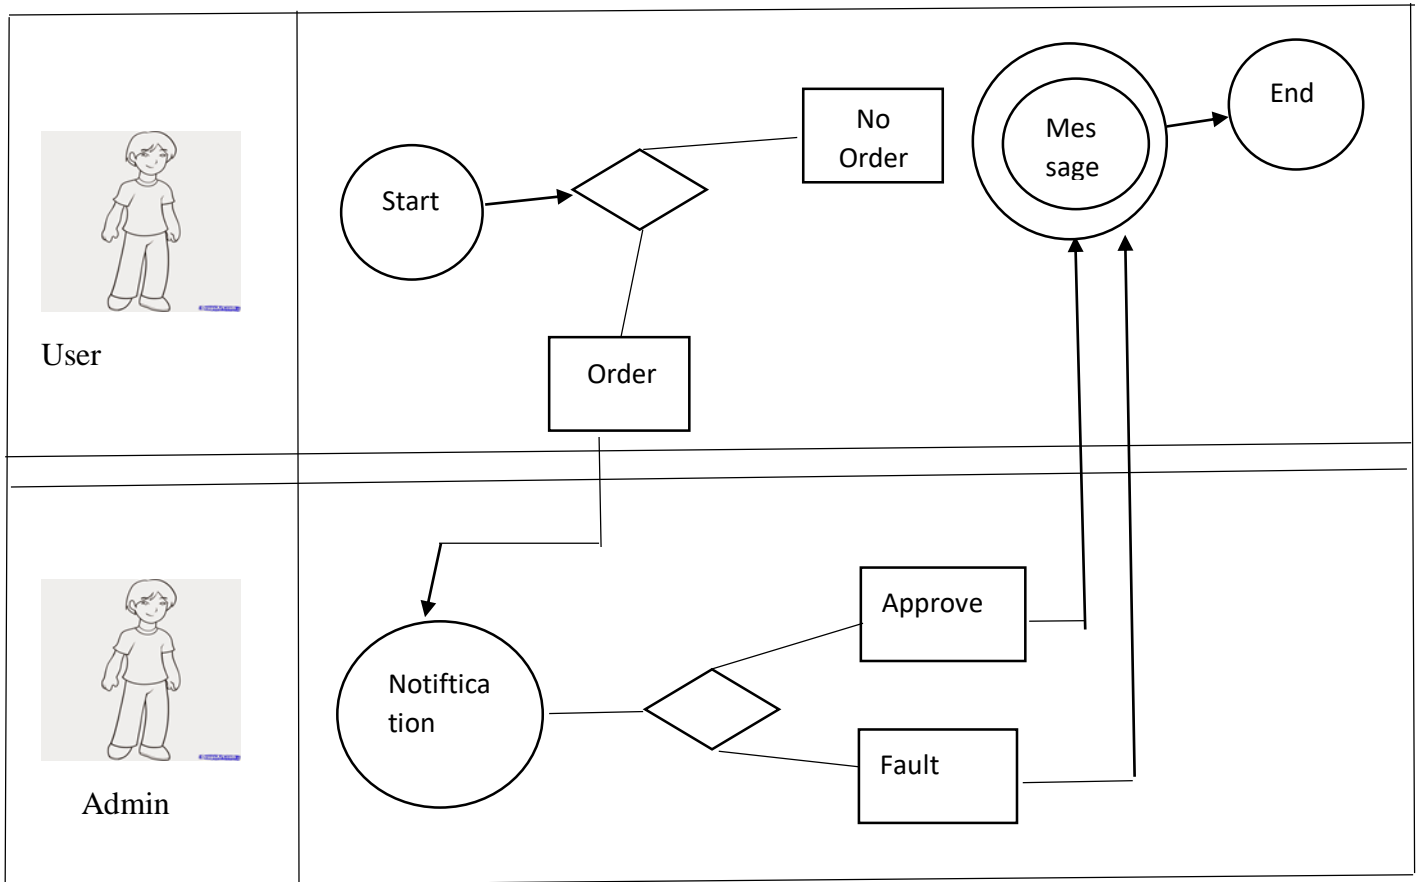 No
Order
Mes
sage
End
Start
User
Order
Notiftica
tion
Approve
Fault
Admin